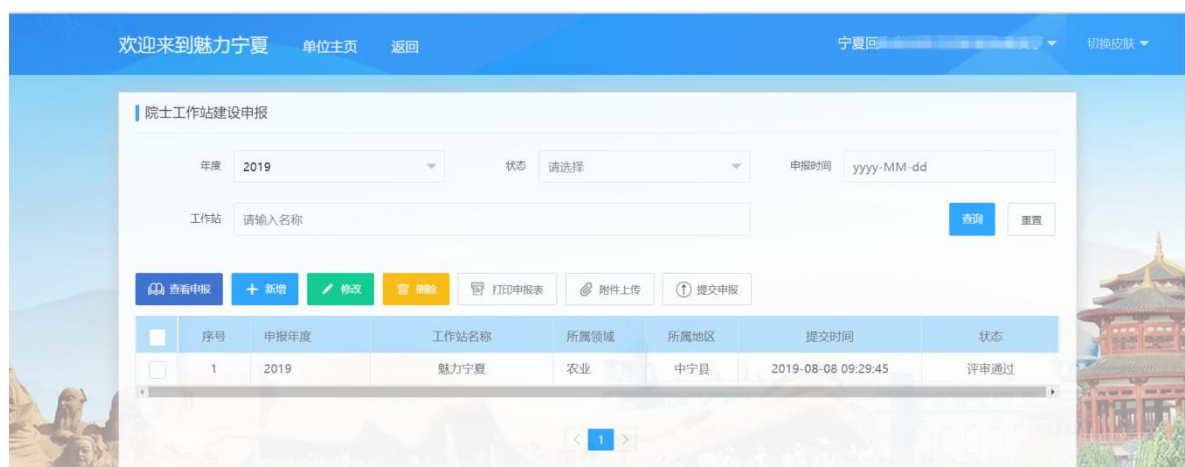 欢迎来到魅力宁夏 单位主页 返回 宁夏回 切换皮肤
院士工作站建设申报
年度 2019 状态 请选择 申报时间 yyyy-MM-dd
工作站 请输入名称 查询 重置
查看申报 新增 修改 删除 打印申报表 附件上传 提交申报
序号 申报年度 工作站名称 所属领域 所属地区 提交时间 状态
1 2019 魅力宁夏 农业 中宁县 2019-08-08 09:29:45 评审通过
1